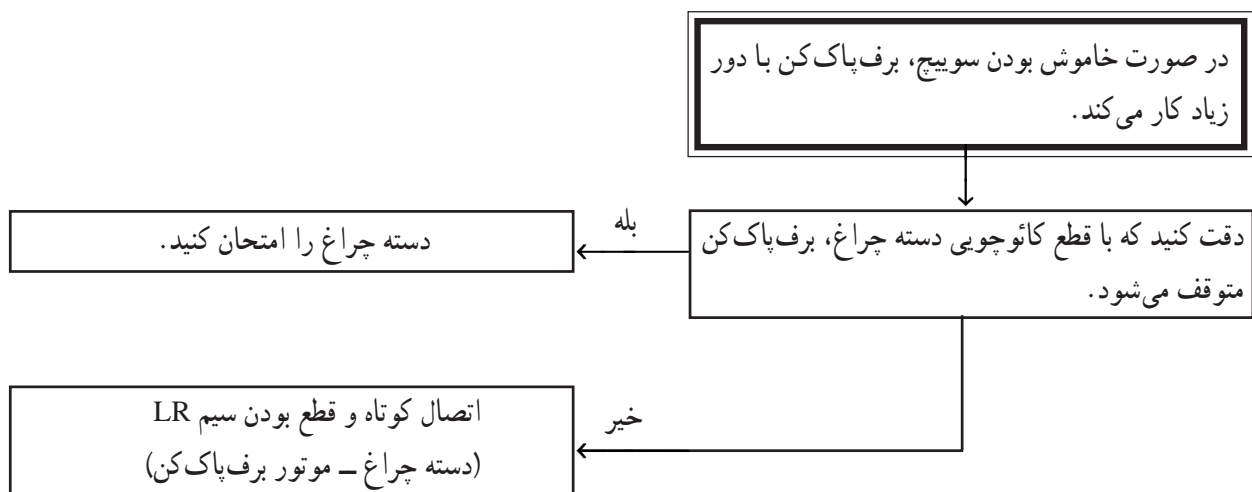 در صورت خاموش بودن سوییچ، برف‌پاک‌کن با دور
زیاد کار می‌کند.
دقت کنید که با قطع کائوچویی دسته چراغ، برف‌پاک‌کن
متوقف می‌شود.
بله
دسته چراغ را امتحان کنید.
خیر
اتصال کوتاه و قطع بودن سیم LR
(دسته چراغ ــ موتور برف‌پاک‌کن)